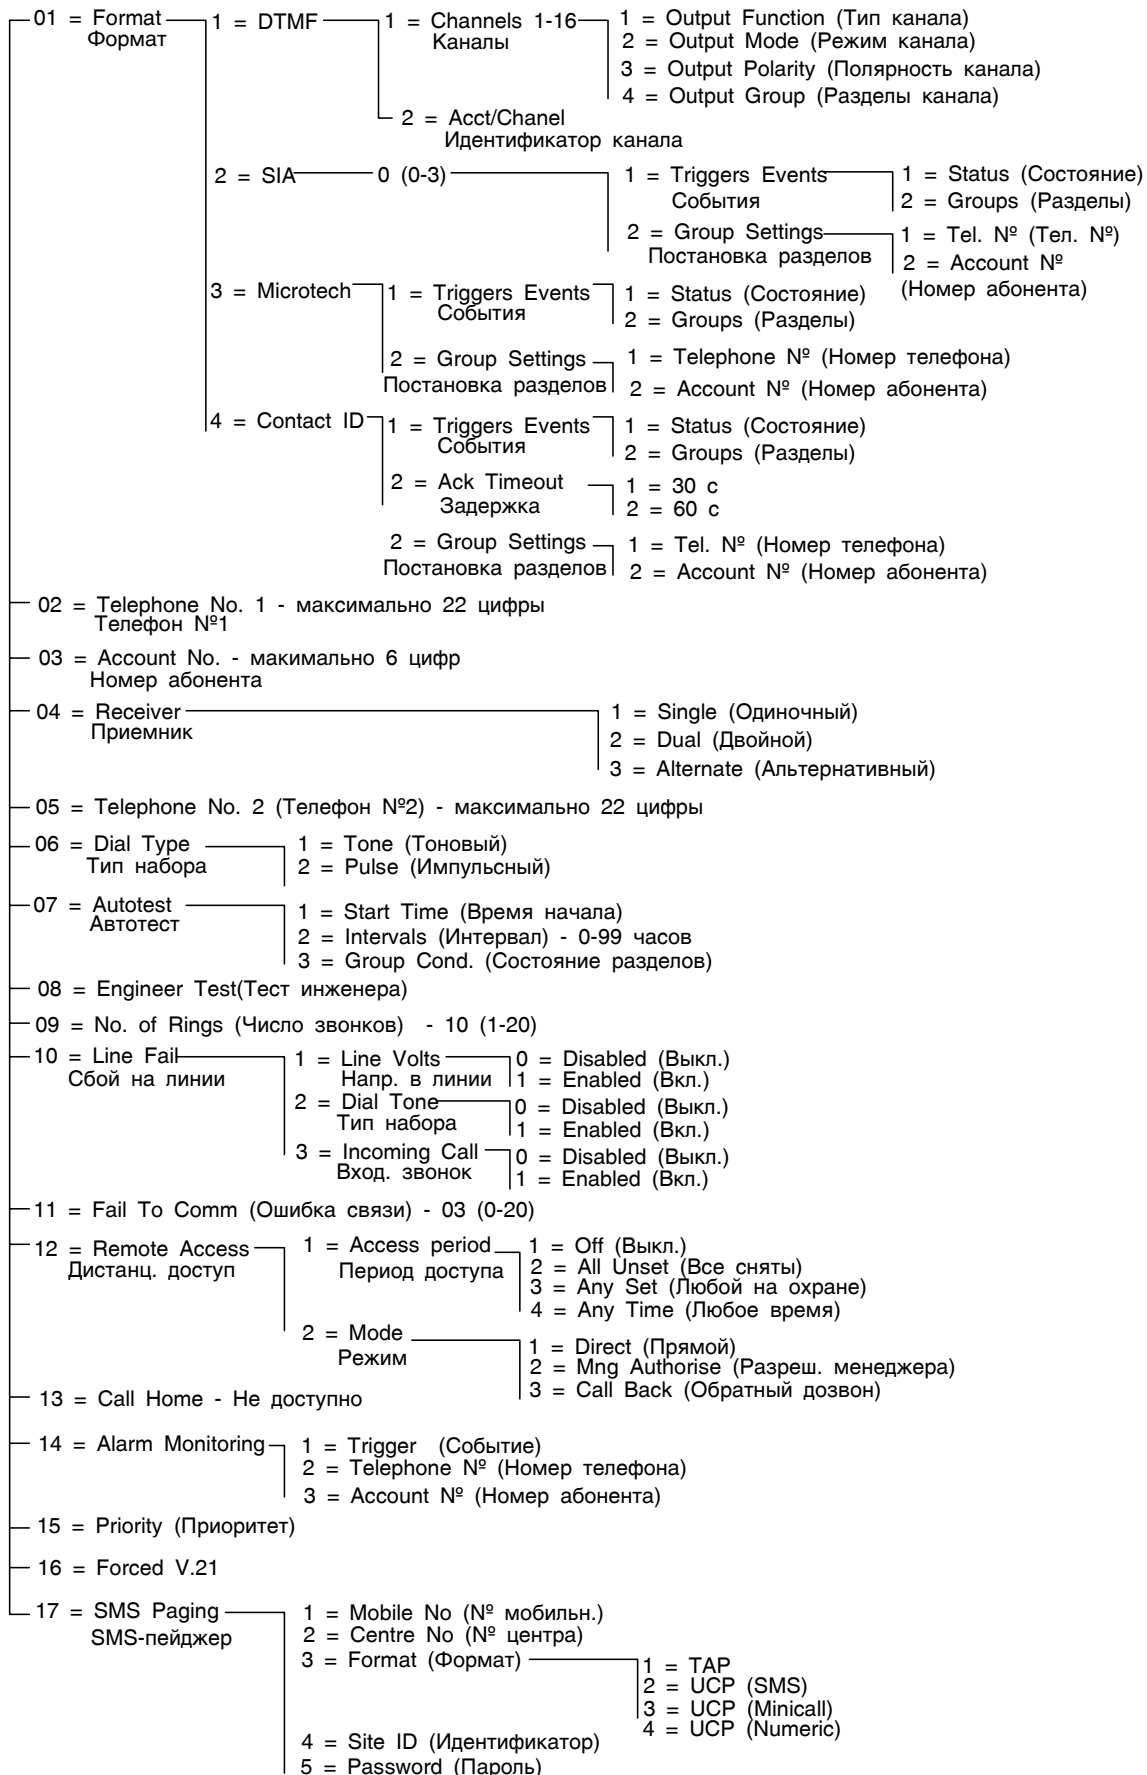 01 = Format
Формат
1 = DTMF
1 = Channels 1-16
Каналы
1 = Output Function (Тип канала)
2 = Output Mode (Режим канала)
3 = Output Polarity (Полярность канала)
4 = Output Group (Разделы канала)
2 = Acct/Chanel
Идентификатор канала
2 = SIA
0 (0-3)
1 = Triggers Events
События
1 = Status (Состояние)
2 = Groups (Разделы)
2 = Group Settings
Постановка разделов
1 = Tel. № (Тел. №)
2 = Account №
(Номер абонента)
3 = Microtech
1 = Triggers Events
События
1 = Status (Состояние)
2 = Groups (Разделы)
2 = Group Settings
Постановка разделов
1 = Telephone № (Номер телефона)
2 = Account № (Номер абонента)
4 = Contact ID
1 = Triggers Events
События
1 = Status (Состояние)
2 = Groups (Разделы)
2 = Ack Timeout
Задержка
1 = 30 с
2 = 60 с
2 = Group Settings
Постановка разделов
1 = Tel. № (Номер телефона)
2 = Account № (Номер абонента)
02 = Telephone No. 1 - максимально 22 цифры
Телефон №1
03 = Account No. - макимально 6 цифр
Номер абонента
04 = Receiver
Приемник
1 = Single (Одиночный)
2 = Dual (Двойной)
3 = Alternate (Альтернативный)
05 = Telephone No. 2 (Телефон №2) - максимально 22 цифры
06 = Dial Type
Тип набора
1 = Tone (Тоновый)
2 = Pulse (Импульсный)
07 = Autotest
Автотест
1 = Start Time (Время начала)
2 = Intervals (Интервал) - 0-99 часов
3 = Group Cond. (Состояние разделов)
08 = Engineer Test(Тест инженера)
09 = No. of Rings (Число звонков) - 10 (1-20)
10 = Line Fail
Сбой на линии
1 = Line Volts
Напр. в линии
0 = Disabled (Выкл.)
1 = Enabled (Вкл.)
2 = Dial Tone
Тип набора
0 = Disabled (Выкл.)
1 = Enabled (Вкл.)
3 = Incoming Call
Вход. звонок
0 = Disabled (Выкл.)
1 = Enabled (Вкл.)
11 = Fail To Comm (Ошибка связи) - 03 (0-20)
12 = Remote Access
Дистанц. доступ
1 = Access period
Период доступа
1 = Off (Выкл.)
2 = All Unset (Все сняты)
3 = Any Set (Любой на охране)
4 = Any Time (Любое время)
2 = Mode
Режим
1 = Direct (Прямой)
2 = Mng Authorise (Разреш. менеджера)
3 = Call Back (Обратный дозвон)
13 = Call Home - Не доступно
14 = Alarm Monitoring
1 = Trigger (Событие)
2 = Telephone № (Номер телефона)
3 = Account № (Номер абонента)
15 = Priority (Приоритет)
16 = Forced V.21
17 = SMS Paging
SMS-пейджер
1 = Mobile No (№ мобильн.)
2 = Centre No (№ центра)
3 = Format (Формат)
1 = TAP
2 = UCP (SMS)
3 = UCP (Minicall)
4 = UCP (Numeric)
4 = Site ID (Идентификатор)
5 = Password (Пароль)